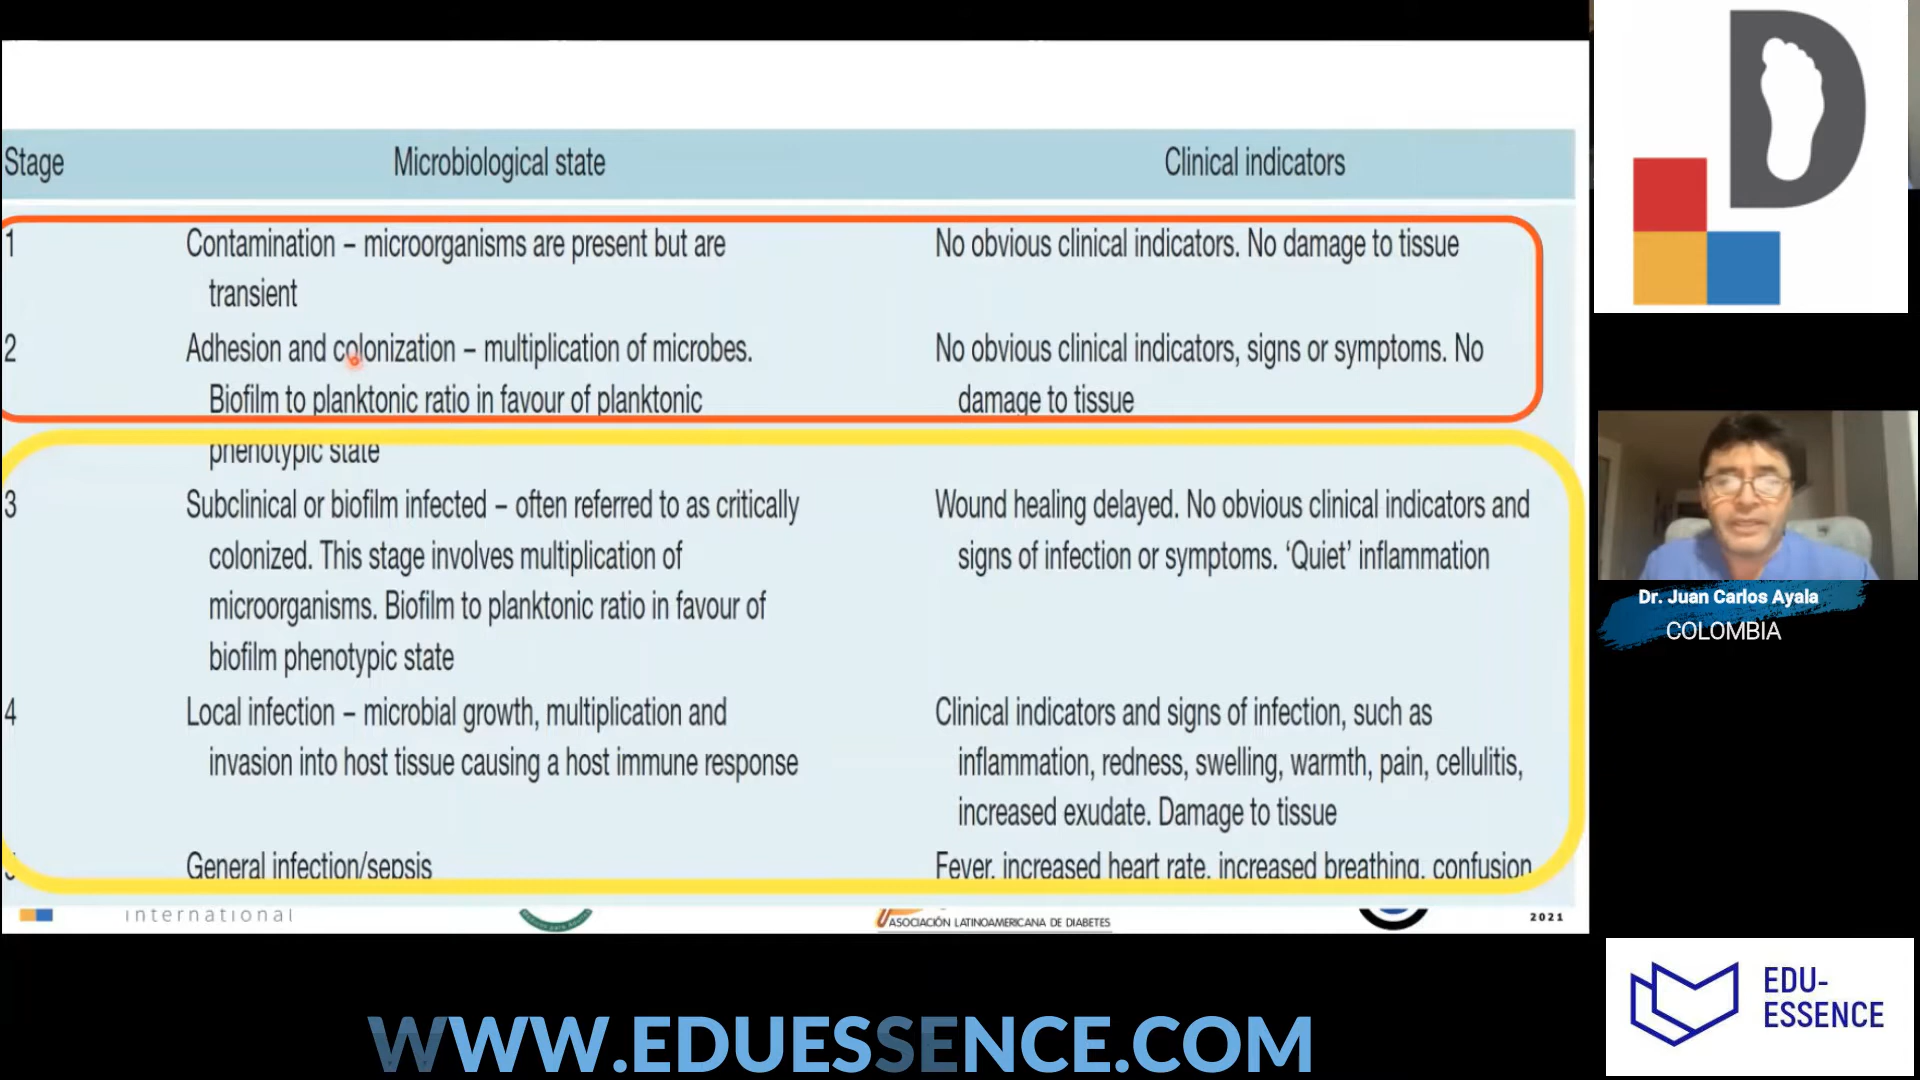 Stage Microbiological state Clinical indicators
1 Contamination – microorganisms are present but are No obvious clinical indicators. No damage to tissue
transient
2 Adhesion and colonization – multiplication of microbes. No obvious clinical indicators, signs or symptoms. No
Biofilm to planktonic ratio in favour of planktonic damage to tissue
phenotypic state
3 Subclinical or biofilm infected – often referred to as critically Wound healing delayed. No obvious clinical indicators and
colonized. This stage involves multiplication of signs of infection or symptoms. ‘Quiet’ inflammation
microorganisms. Biofilm to planktonic ratio in favour of
biofilm phenotypic state
4 Local infection – microbial growth, multiplication and Clinical indicators and signs of infection, such as
invasion into host tissue causing a host immune response inflammation, redness, swelling, warmth, pain, cellulitis,
increased exudate. Damage to tissue
General infection/sepsis Fever, increased heart rate, increased breathing, confusion
international
ASOCIACIÓN LATINOAMERICANA DE DIABETES
2021
D
Dr. Juan Carlos Ayala
COLOMBIA
EDU-
ESSENCE
WWW.EDUESSENCE.COM